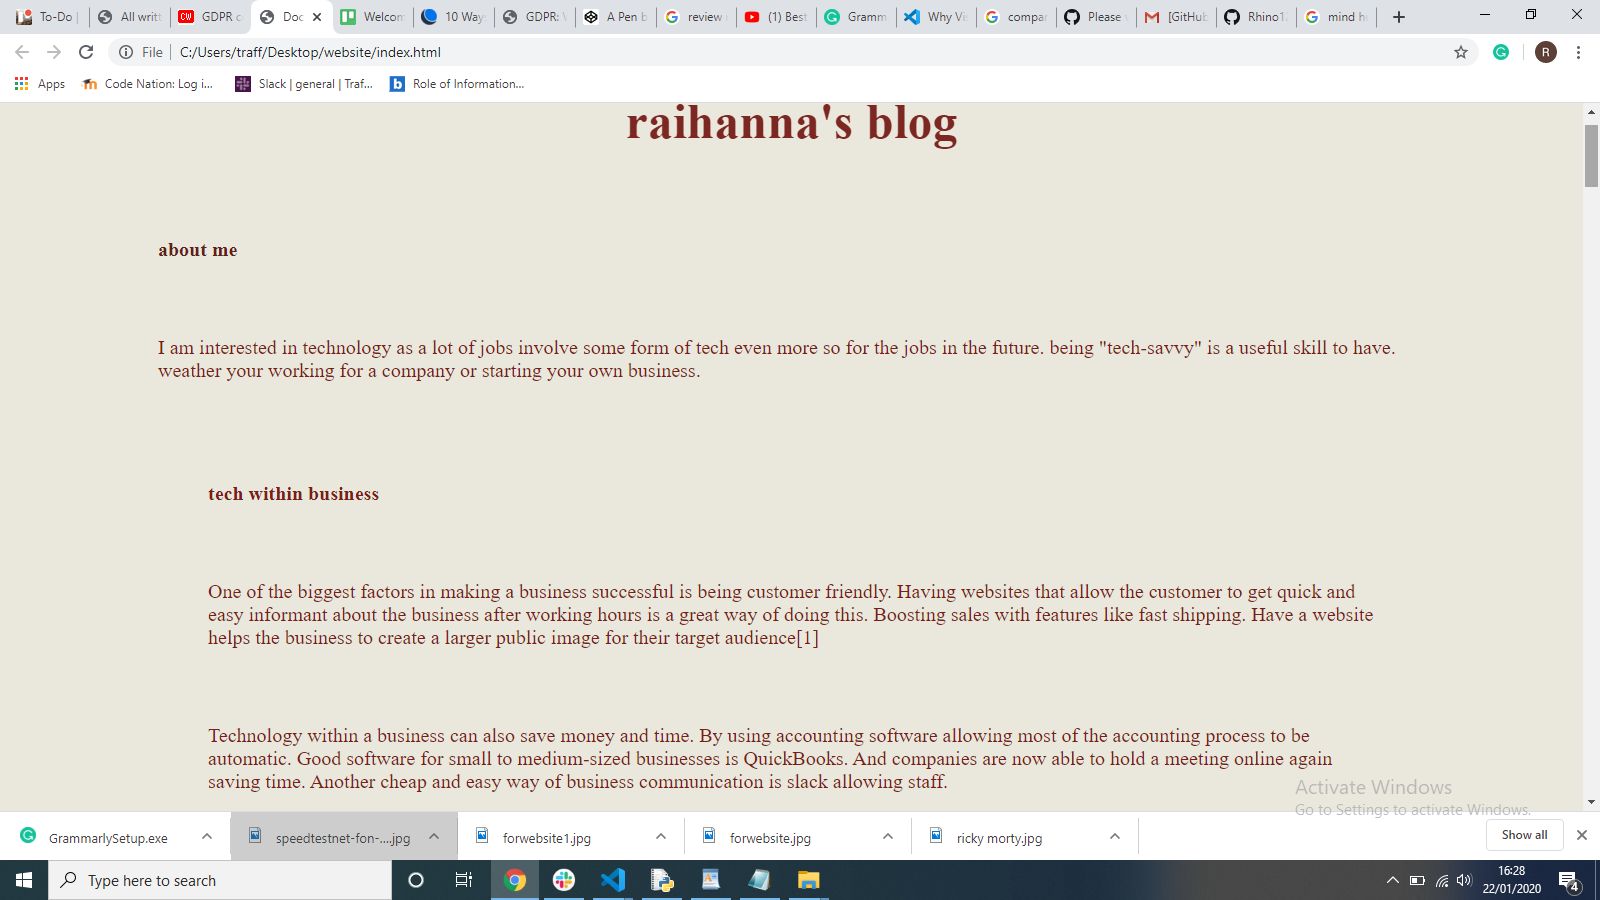 To-Do |
All writt
GDPR c
Doc
Welcom
10 Way
GDPR: V
A Pen b
review
(1) Best
Gramm
Why Vis
compar
Please v
[GitHub
Rhino1
mind h
File
C:/Users/traff/Desktop/website/index.html
R
Apps
Code Nation: Log i...
Slack | general | Traf...
Role of Information...
raihanna's blog
about me
I am interested in technology as a lot of jobs involve some form of tech even more so for the jobs in the future. being "tech-savvy" is a useful skill to have.
weather your working for a company or starting your own business.
tech within business
One of the biggest factors in making a business successful is being customer friendly. Having websites that allow the customer to get quick and
easy informant about the business after working hours is a great way of doing this. Boosting sales with features like fast shipping. Have a website
helps the business to create a larger public image for their target audience[1]
Technology within a business can also save money and time. By using accounting software allowing most of the accounting process to be
automatic. Good software for small to medium-sized businesses is QuickBooks. And companies are now able to hold a meeting online again
saving time. Another cheap and easy way of business communication is slack allowing staff.
Activate Windows
Go to Settings to activate Windows.
GrammarlySetup.exe
speedtestnet-fon-....jpg
forwebsite1.jpg
forwebsite.jpg
ricky morty.jpg
Show all
Type here to search
16:28
22/01/2020
4